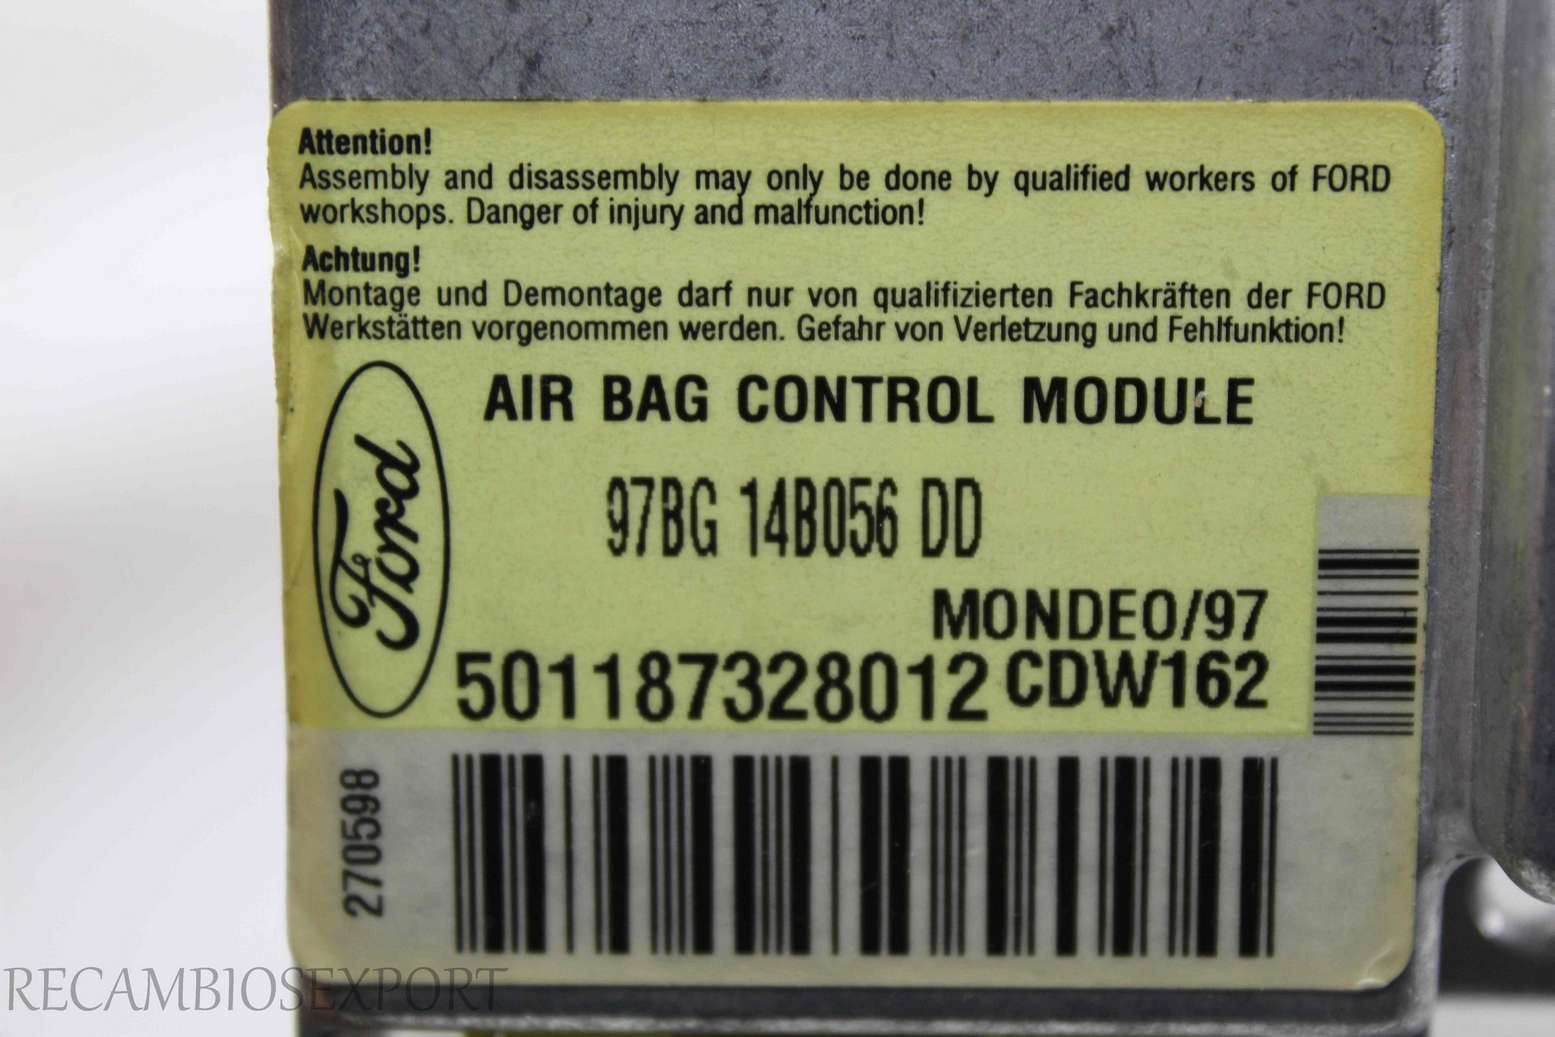 Attention!
Assembly and disassembly may only be done by qualified workers of FORD
workshops. Danger of injury and malfunction!
Achtung!
Montage und Demontage darf nur von qualifizierten Fachkräften der FORD
Werkstätten vorgenommen werden. Gefahr von Verletzung und Fehlfunktion!
AIR BAG CONTROL MODULE
Ford
97BG 14B056 DD
MONDEO/97
501187328012 CDW162
270598
RECAMBIOSEXPORT